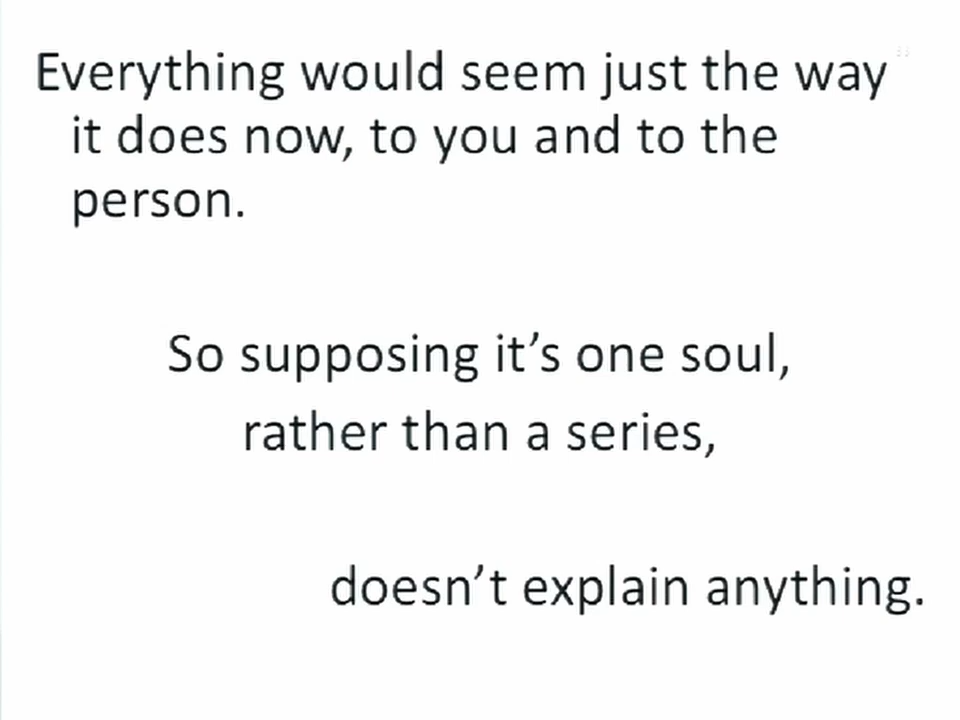 Everything would seem just the way
it does now, to you and to the
person.
So supposing it’s one soul,
rather than a series,
doesn’t explain anything.